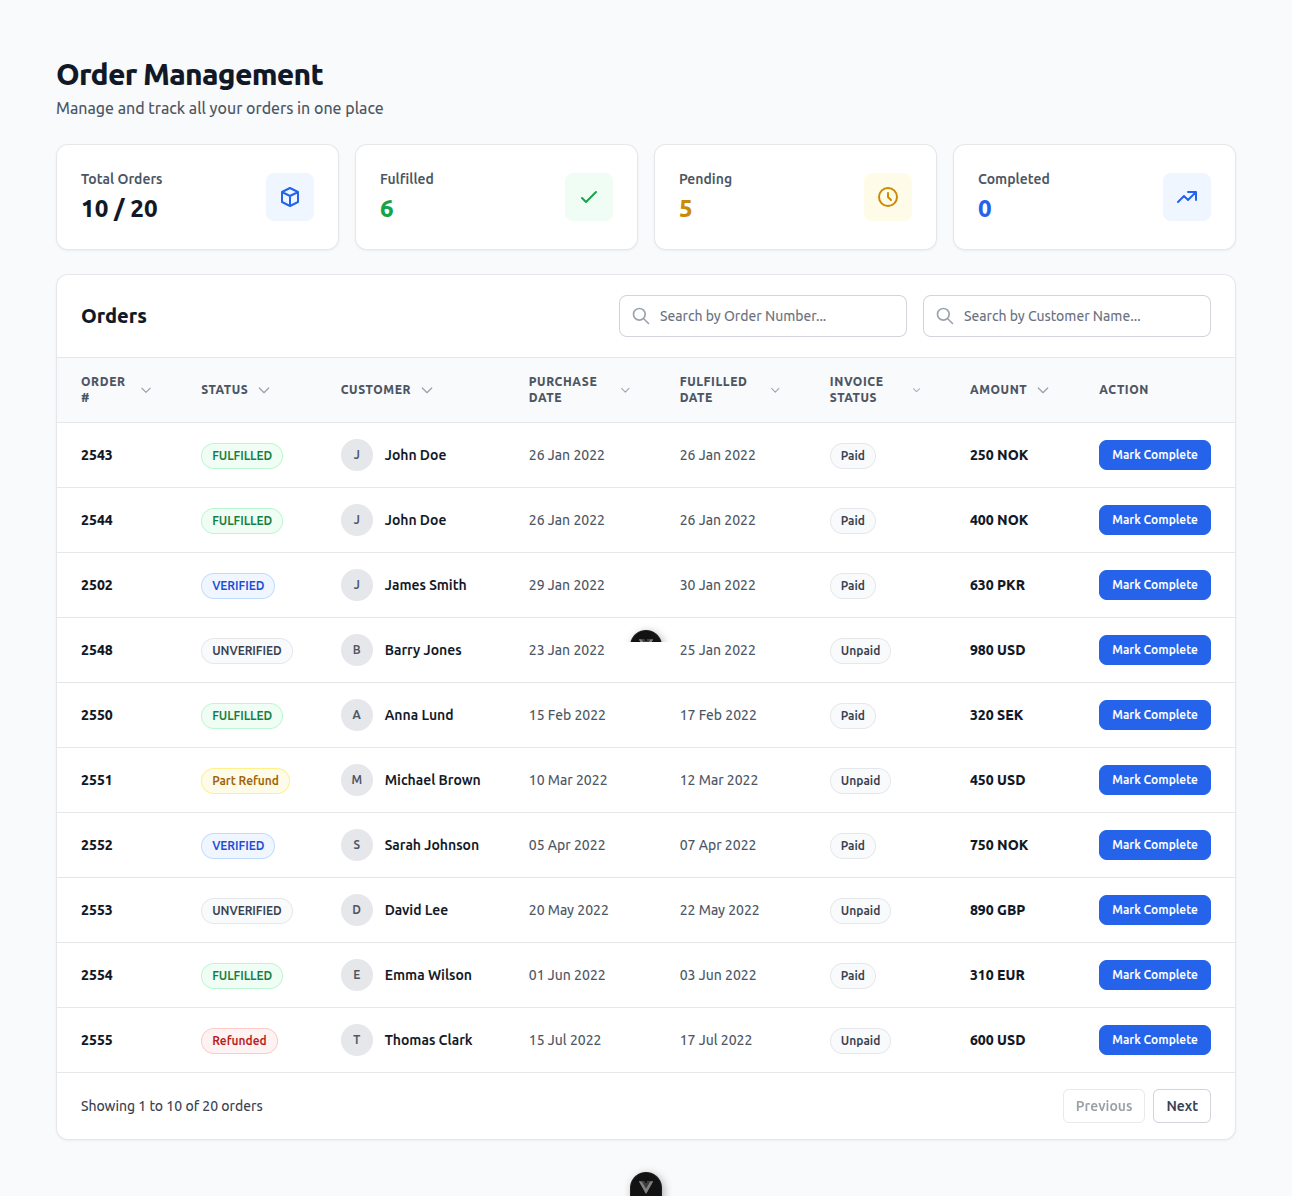 Order Management
Manage and track all your orders in one place
Total Orders
10 / 20
Fulfilled
6
Pending
5
Completed
0
Orders
Search by Order Number...
Search by Customer Name...
ORDER # STATUS CUSTOMER PURCHASE DATE FULFILLED DATE INVOICE STATUS AMOUNT ACTION
2543 FULFILLED J John Doe 26 Jan 2022 26 Jan 2022 Paid 250 NOK Mark Complete
2544 FULFILLED J John Doe 26 Jan 2022 26 Jan 2022 Paid 400 NOK Mark Complete
2502 VERIFIED J James Smith 29 Jan 2022 30 Jan 2022 Paid 630 PKR Mark Complete
2548 UNVERIFIED B Barry Jones 23 Jan 2022 25 Jan 2022 Unpaid 980 USD Mark Complete
2550 FULFILLED A Anna Lund 15 Feb 2022 17 Feb 2022 Paid 320 SEK Mark Complete
2551 Part Refund M Michael Brown 10 Mar 2022 12 Mar 2022 Unpaid 450 USD Mark Complete
2552 VERIFIED S Sarah Johnson 05 Apr 2022 07 Apr 2022 Paid 750 NOK Mark Complete
2553 UNVERIFIED D David Lee 20 May 2022 22 May 2022 Unpaid 890 GBP Mark Complete
2554 FULFILLED E Emma Wilson 01 Jun 2022 03 Jun 2022 Paid 310 EUR Mark Complete
2555 Refunded T Thomas Clark 15 Jul 2022 17 Jul 2022 Unpaid 600 USD Mark Complete
Showing 1 to 10 of 20 orders
Previous Next